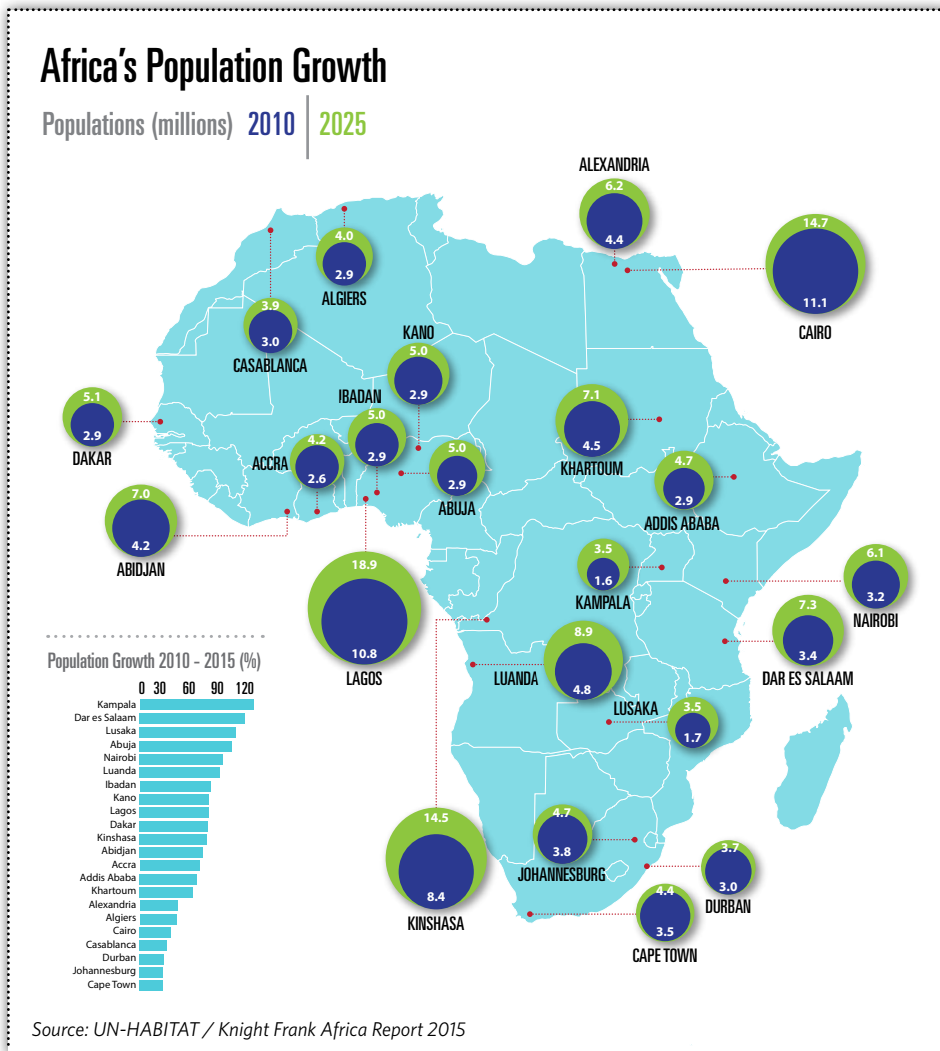 Africa's Population Growth
Populations (millions) 2010 | 2025
ALEXANDRIA
6.2
4.4
14.7
11.1
CAIRO
4.0
2.9
ALGIERS
3.9
3.0
CASABLANCA
KANO
5.0
2.9
IBADAN
5.0
2.9
5.1
2.9
DAKAR
ACCRA
4.2
2.6
5.0
2.9
ABUJA
7.1
4.5
KHARTOUM
4.7
2.9
ADDIS ABABA
7.0
4.2
ABIDJAN
18.9
10.8
LAGOS
3.5
1.6
KAMPALA
6.1
3.2
NAIROBI
7.3
3.4
DAR ES SALAAM
8.9
4.8
LUANDA
LUSAKA
3.5
1.7
14.5
8.4
KINSHASA
4.7
3.8
JOHANNESBURG
3.7
3.0
DURBAN
4.4
3.5
CAPE TOWN
Population Growth 2010 - 2015 (%)
0 30 60 90 120
Kampala
Dar es Salaam
Lusaka
Abuja
Nairobi
Luanda
Ibadan
Kano
Lagos
Dakar
Kinshasa
Abidjan
Accra
Addis Ababa
Khartoum
Alexandria
Algiers
Cairo
Casablanca
Durban
Johannesburg
Cape Town
Source: UN-HABITAT / Knight Frank Africa Report 2015